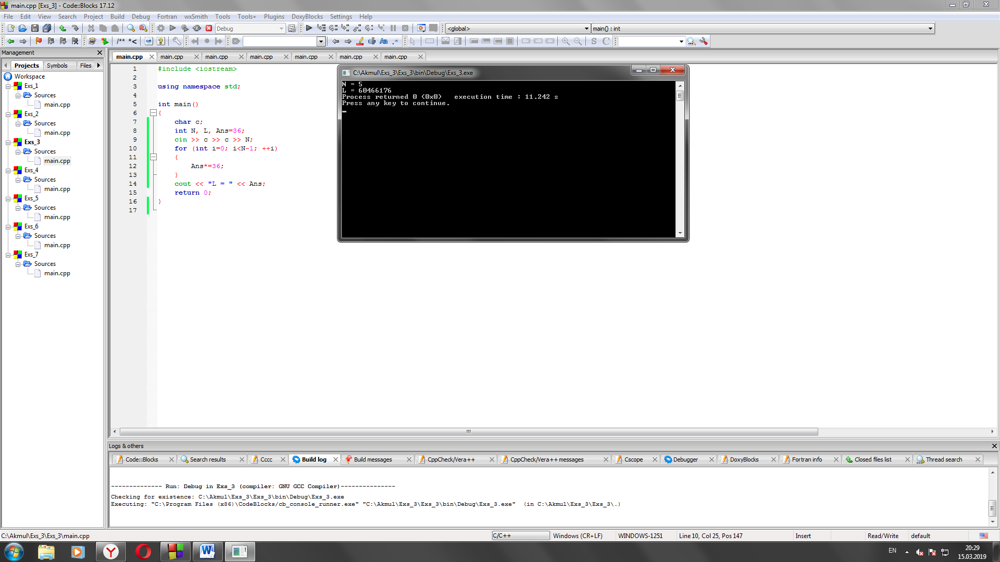 main.cpp [Exs_3] - Code::Blocks 17.12
File Edit View Search Project Build Debug Fortran wxSmith Tools Tools+ Plugins DoxyBlocks Settings Help
Debug
<global>
main() : int
/** *<
Aa .*
S C
Management
Projects Symbols Files
Workspace
Exs_1
Sources
main.cpp
Exs_2
Sources
main.cpp
Exs_3
Sources
main.cpp
Exs_4
Sources
main.cpp
Exs_5
Sources
main.cpp
Exs_6
Sources
main.cpp
Exs_7
Sources
main.cpp
main.cpp main.cpp main.cpp main.cpp main.cpp main.cpp main.cpp
1 #include <iostream>
2
3 using namespace std;
4
5 int main()
6 {
7 char c;
8 int N, L, Ans=36;
9 cin >> c >> c >> N;
10 for (int i=0; i<N-1; ++i)
11 {
12 Ans*=36;
13 }
14 cout << "L = " << Ans;
15 return 0;
16 }
17
C:\Akmul\Exs_3\Exs_3\bin\Debug\Exs_3.exe
N = 5
L = 60466176
Process returned 0 (0x0) execution time : 11.242 s
Press any key to continue.
Logs & others
Code::Blocks Search results Cccc Build log Build messages CppCheck/Vera++ CppCheck/Vera++ messages Cscope Debugger DoxyBlocks Fortran info Closed files list Thread search
-------------- Run: Debug in Exs_3 (compiler: GNU GCC Compiler)---------------
Checking for existence: C:\Akmul\Exs_3\Exs_3\bin\Debug\Exs_3.exe
Executing: "C:\Program Files (x86)\CodeBlocks/cb_console_runner.exe" "C:\Akmul\Exs_3\Exs_3\bin\Debug\Exs_3.exe" (in C:\Akmul\Exs_3\Exs_3\.)
C:\Akmul\Exs_3\Exs_3\main.cpp C/C++ Windows (CR+LF) WINDOWS-1251 Line 10, Col 25, Pos 147 Insert Read/Write default
EN
20:29
15.03.2019